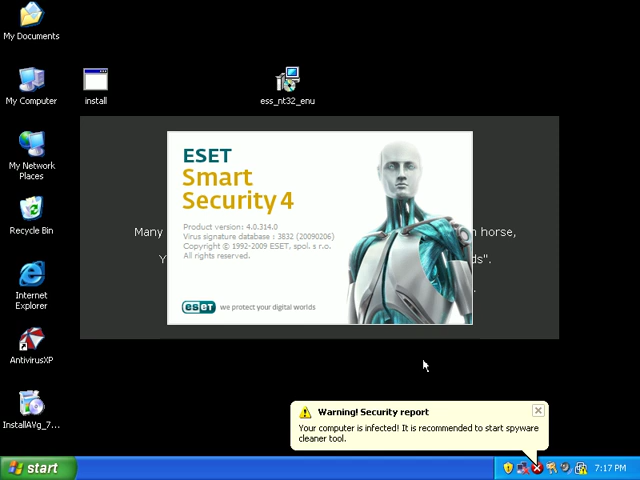 My Documents
My Computer
install
ess_nt32_enu
My Network
Places
Recycle Bin
Internet
Explorer
AntivirusXP
InstallAVg_7...
ESET
Smart
Security 4
Product version: 4.0.314.0
Virus signature database : 3832 (20090206)
Copyright © 1992-2009 ESET, spol. s r.o.
All rights reserved.
eset we protect your digital worlds
Many
horse,
ds".
Warning! Security report
Your computer is infected! It is recommended to start spyware
cleaner tool.
start
7:17 PM